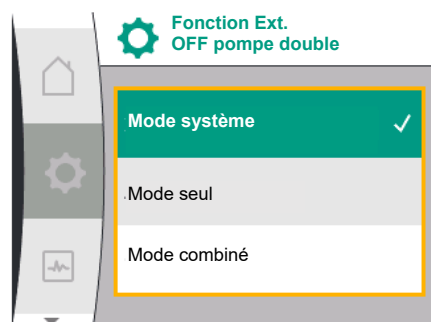 Fonction Ext.
OFF pompe double
Mode système
Mode seul
Mode combiné